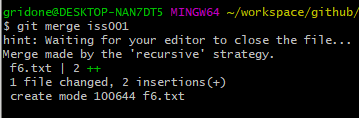 gridone@DESKTOP-NAN7DT5 MINGW64 ~/workspace/github/
$ git merge iss001
hint: Waiting for your editor to close the file...
Merge made by the 'recursive' strategy.
 f6.txt | 2 ++
 1 file changed, 2 insertions(+)
 create mode 100644 f6.txt